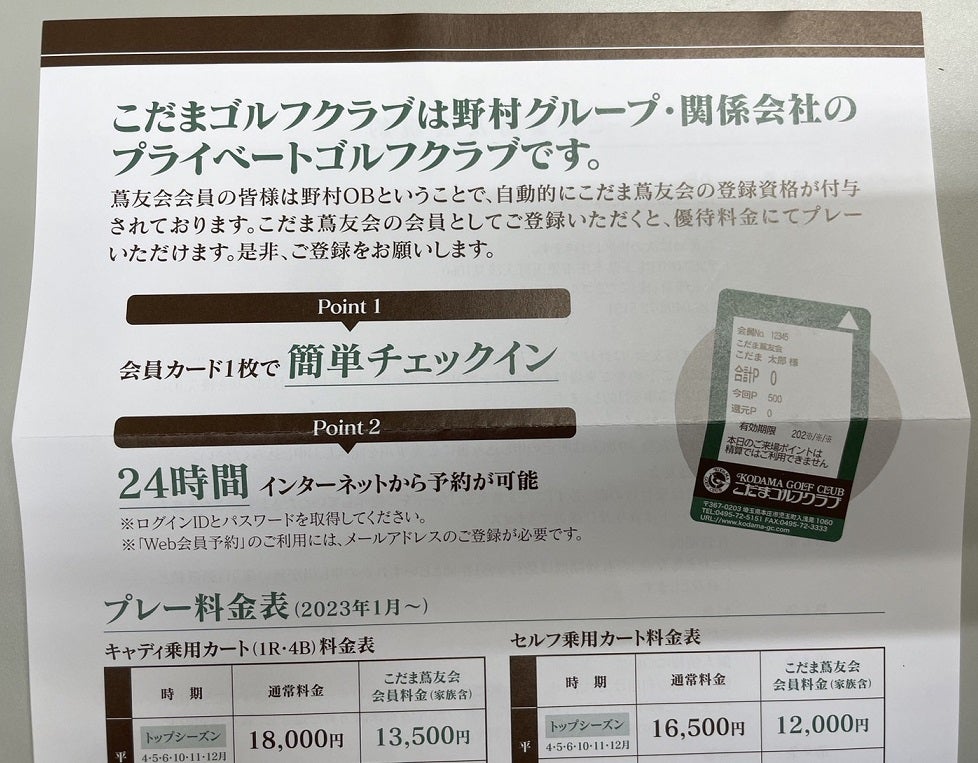 こだまゴルフクラブは野村グループ・関係会社の
プライベートゴルフクラブです。
蔦友会会員の皆様は野村OBということで、自動的にこだま蔦友会の登録資格が付与
されております。こだま蔦友会の会員としてご登録いただくと、優待料金にてプレー
いただけます。是非、ご登録をお願いします。
Point 1
会員カード1枚で 簡単チェックイン
Point 2
24時間 インターネットから予約が可能
※ログインIDとパスワードを取得してください。
※「Web会員予約」のご利用には、メールアドレスのご登録が必要です。
会員No. 12345
こだま蔦友会
こだま 太郎 様
合計P 0
今回P 500
還元P 0
有効期限 202※/※/※
本日のご来場ポイントは
精算ではご利用できません
KODAMA GOLF CLUB
こだまゴルフクラブ
〒367-0203 埼玉県本庄市児玉町入浅見1060
TEL:0495-72-5151 FAX:0495-72-3333
URL://www.kodama-gc.com
プレー料金表(2023年1月〜)
キャディ乗用カート(1R・4B)料金表
時 期 通常料金 こだま蔦友会
会員料金(家族含)
平 トップシーズン 18,000円 13,500円
4・5・6・10・11・12月
セルフ乗用カート料金表
時 期 通常料金 こだま蔦友会
会員料金(家族含)
平 トップシーズン 16,500円 12,000円
4・5・6・10・11・12月